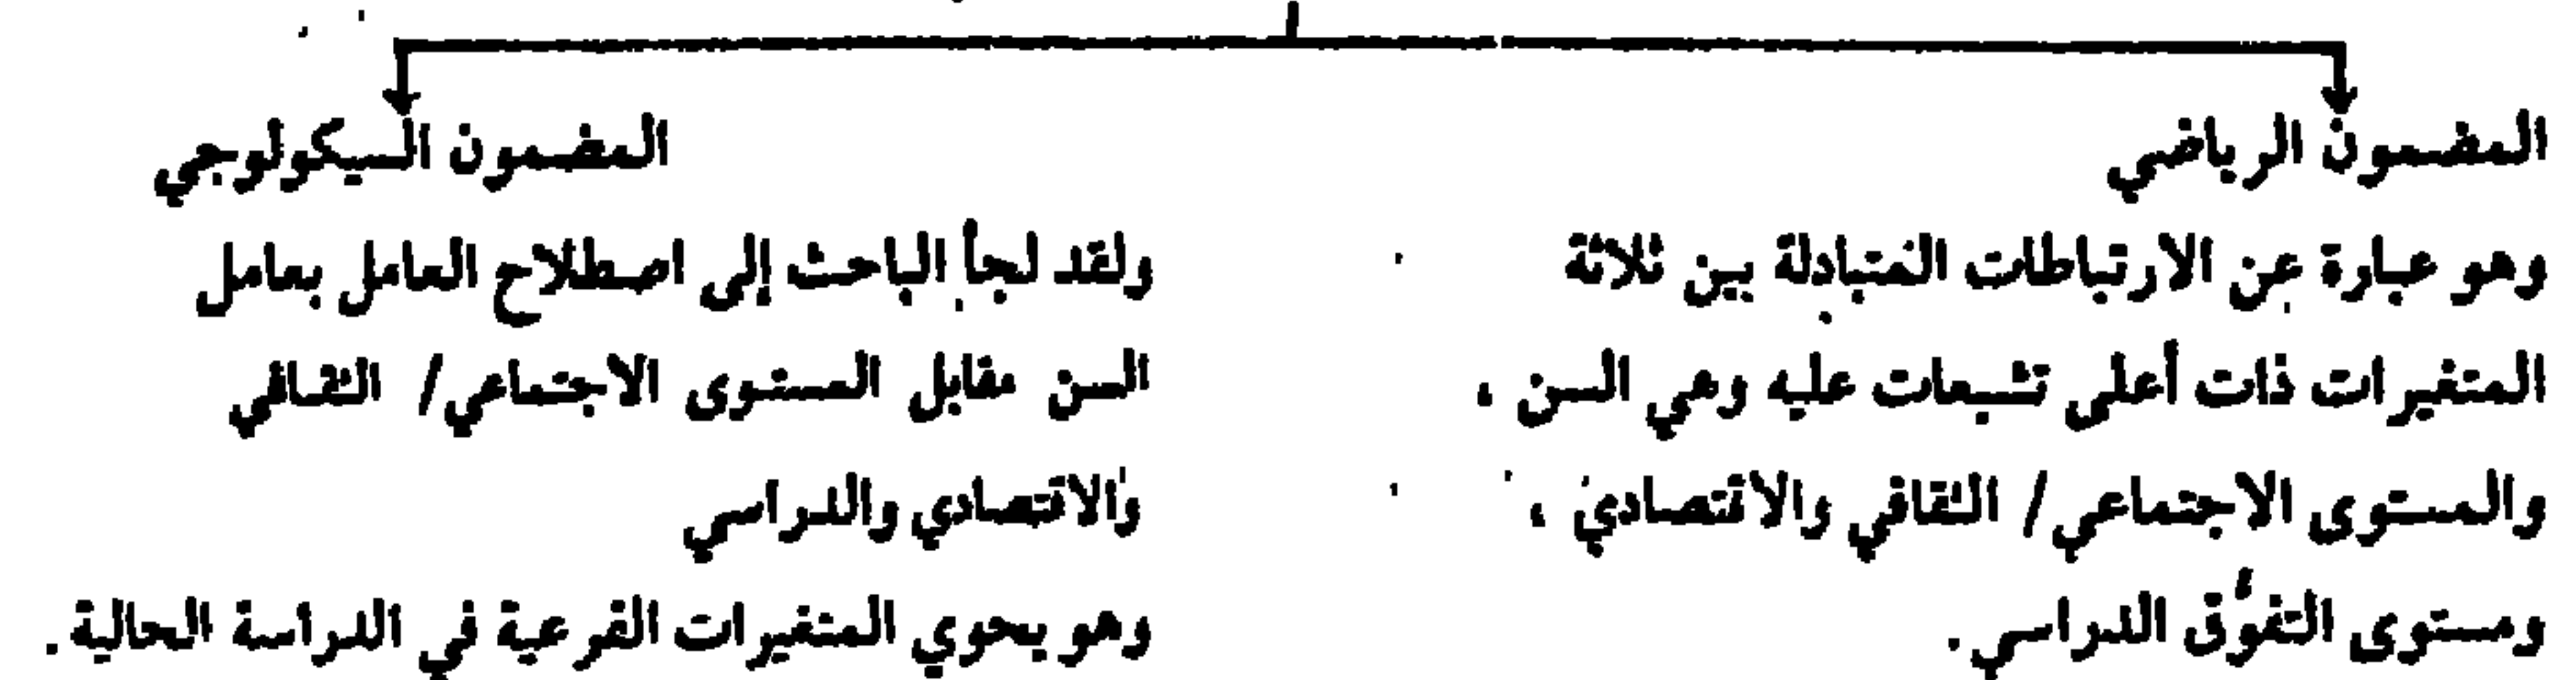 المضمون الرياضي
وهو عبارة عن الارتباطات المتبادلة بين ثلاثة
المتغيرات ذات أعلى تشبعات عليه وهي السن ،
والمستوى الاجتماعي / الثقافي والاقتصادي ،
ومستوى التفوُّق الدراسي .
المضمون السيكولوجي
ولقد لجأ الباحث إلى اصطلاح العامل بعامل
السن مقابل المستوى الاجتماعي / الثقافي
والاقتصادي والدراسي
وهو يحوي المتغيرات الفرعية في الدراسة الحالية .